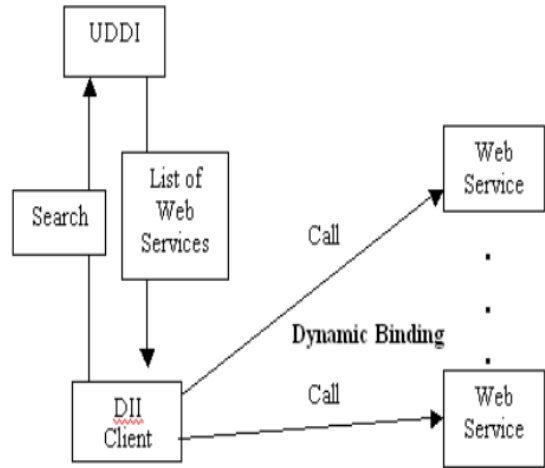 UDDI
List of
Web
Services
Search
Web
Service
Call
Dynamic Binding
DII
Client
Call
Web
Service